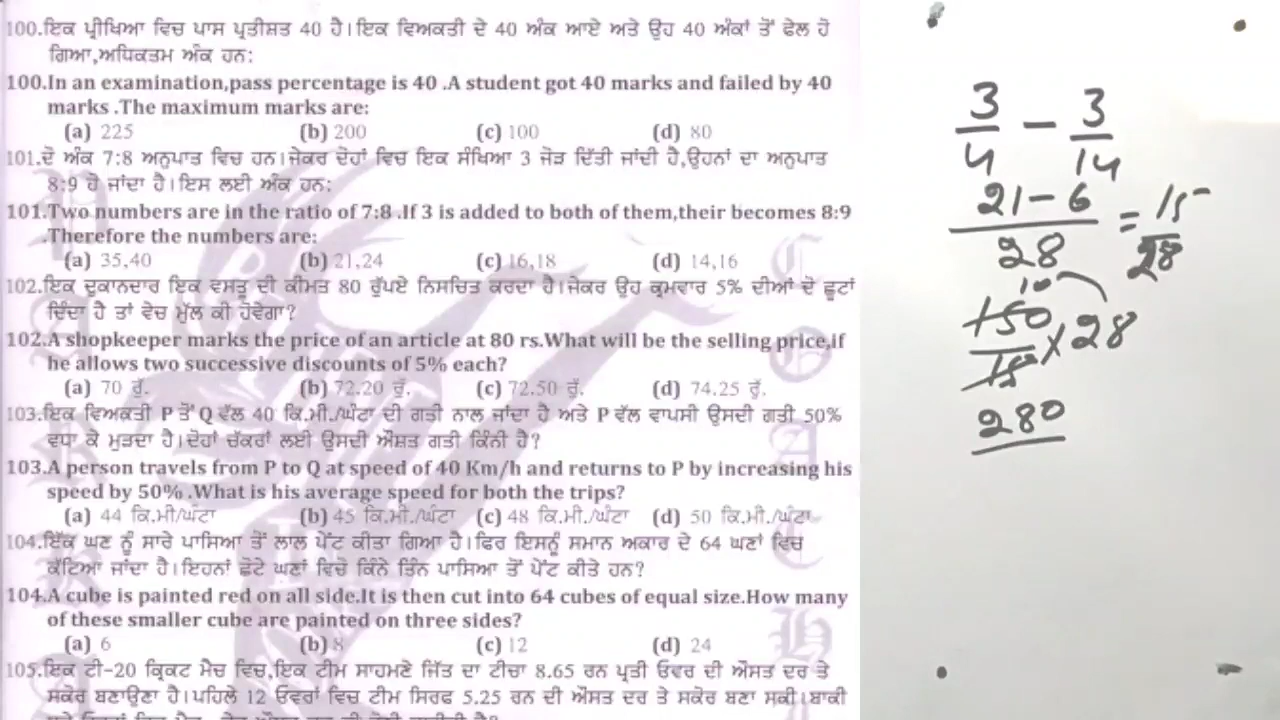 100.ਇਕ ਪ੍ਰੀਖਿਆ ਵਿਚ ਪਾਸ ਪ੍ਰਤੀਸ਼ਤ 40 ਹੈ।ਇਕ ਵਿਅਕਤੀ ਦੇ 40 ਅੰਕ ਆਏ ਅਤੇ ਉਹ 40 ਅੰਕਾਂ ਤੋਂ ਫੇਲ ਹੋ
ਗਿਆ,ਅਧਿਕਤਮ ਅੰਕ ਹਨ:
100.In an examination,pass percentage is 40 .A student got 40 marks and failed by 40
marks .The maximum marks are:
(a) 225 (b) 200 (c) 100 (d) 80
101.ਦੋ ਅੰਕ 7:8 ਅਨੁਪਾਤ ਵਿਚ ਹਨ।ਜੇਕਰ ਦੋਹਾਂ ਵਿਚ ਇਕ ਸੰਖਿਆ 3 ਜੋੜ ਦਿੱਤੀ ਜਾਂਦੀ ਹੈ,ਉਹਨਾਂ ਦਾ ਅਨੁਪਾਤ
8:9 ਹੋ ਜਾਂਦਾ ਹੈ।ਇਸ ਲਈ ਅੰਕ ਹਨ:
101.Two numbers are in the ratio of 7:8 .If 3 is added to both of them,their becomes 8:9
.Therefore the numbers are:
(a) 35,40 (b) 21,24 (c) 16,18 (d) 14,16
102.ਇਕ ਦੁਕਾਨਦਾਰ ਇਕ ਵਸਤੂ ਦੀ ਕੀਮਤ 80 ਰੁੱਪਏ ਨਿਸਚਿਤ ਕਰਦਾ ਹੈ।ਜੇਕਰ ਉਹ ਕ੍ਰਮਵਾਰ 5% ਦੀਆਂ ਦੋ ਛੂਟਾਂ
ਦਿੰਦਾ ਹੈ ਤਾਂ ਵੇਚ ਮੁੱਲ ਕੀ ਹੋਵੇਗਾ?
102.A shopkeeper marks the price of an article at 80 rs.What will be the selling price,if
he allows two successive discounts of 5% each?
(a) 70 ਰੁੱ. (b) 72.20 ਰੁੱ. (c) 72.50 ਰੁੱ. (d) 74.25 ਰੁੱ.
103.ਇਕ ਵਿਅਕਤੀ P ਤੋਂ Q ਵੱਲ 40 ਕਿ.ਮੀ./ਘੰਟਾ ਦੀ ਗਤੀ ਨਾਲ ਜਾਂਦਾ ਹੈ ਅਤੇ P ਵੱਲ ਵਾਪਸੀ ਉਸਦੀ ਗਤੀ 50%
ਵਧਾ ਕੇ ਮੁੜਦਾ ਹੈ।ਦੋਹਾਂ ਚੱਕਰਾਂ ਲਈ ਉਸਦੀ ਔਸ਼ਤ ਗਤੀ ਕਿੰਨੀ ਹੈ?
103.A person travels from P to Q at speed of 40 Km/h and returns to P by increasing his
speed by 50% .What is his average speed for both the trips?
(a) 44 ਕਿ.ਮੀ/ਘੰਟਾ (b) 45 ਕਿ.ਮੀ./ਘੰਟਾ (c) 48 ਕਿ.ਮੀ./ਘੰਟਾ (d) 50 ਕਿ.ਮੀ./ਘੰਟਾ
104.ਇੱਕ ਘਣ ਨੂੰ ਸਾਰੇ ਪਾਸਿਆ ਤੋਂ ਲਾਲ ਪੇਂਟ ਕੀਤਾ ਗਿਆ ਹੈ।ਫਿਰ ਇਸਨੂੰ ਸਮਾਨ ਅਕਾਰ ਦੇ 64 ਘਣਾਂ ਵਿਚ
ਕੱਟਿਆ ਜਾਂਦਾ ਹੈ।ਇਹਨਾਂ ਛੋਟੇ ਘਣਾਂ ਵਿਚੋ ਕਿੰਨੇ ਤਿੰਨ ਪਾਸਿਆ ਤੋਂ ਪੇਂਟ ਕੀਤੇ ਹਨ?
104.A cube is painted red on all side.It is then cut into 64 cubes of equal size.How many
of these smaller cube are painted on three sides?
(a) 6 (b) 8 (c) 12 (d) 24
105.ਇਕ ਟੀ-20 ਕ੍ਰਿਕਟ ਮੈਚ ਵਿਚ,ਇਕ ਟੀਮ ਸਾਹਮਣੇ ਜਿੱਤ ਦਾ ਟੀਚਾ 8.65 ਰਨ ਪ੍ਰਤੀ ਓਵਰ ਦੀ ਔਸਤ ਦਰ ਤੇ
ਸਕੋਰ ਬਣਾਉਣਾ ਹੈ।ਪਹਿਲੇ 12 ਓਵਰਾਂ ਵਿਚ ਟੀਮ ਸਿਰਫ 5.25 ਰਨ ਦੀ ਔਸਤ ਦਰ ਤੇ ਸਕੋਰ ਬਣਾ ਸਕੀ।ਬਾਕੀ
3/4 - 3/14
21-6/28 = 15/28
10
150/15 × 28
280